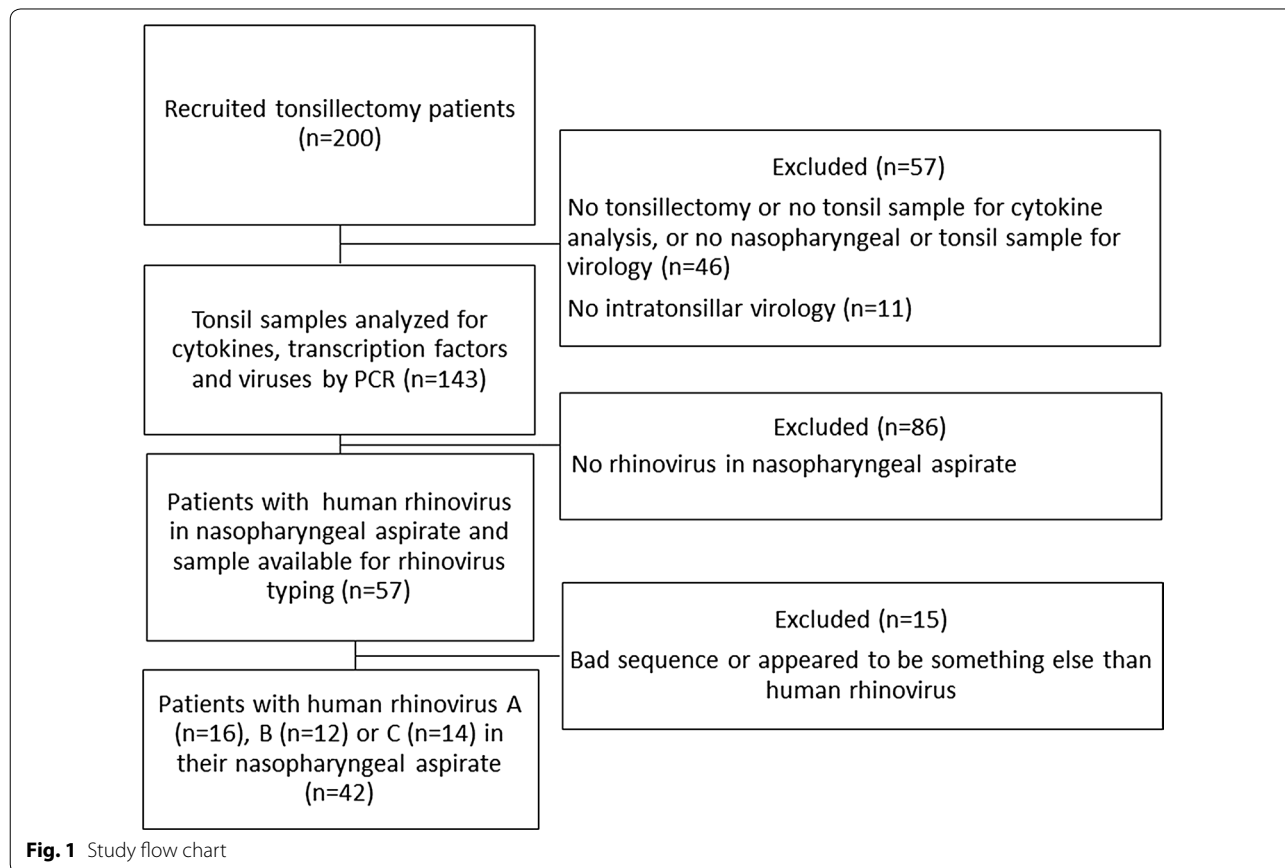 Recruited tonsillectomy patients
(n=200)
Excluded (n=57)
No tonsillectomy or no tonsil sample for cytokine
analysis, or no nasopharyngeal or tonsil sample for
virology (n=46)
No intratonsillar virology (n=11)
Tonsil samples analyzed for
cytokines, transcription factors
and viruses by PCR (n=143)
Excluded (n=86)
No rhinovirus in nasopharyngeal aspirate
Patients with human rhinovirus
in nasopharyngeal aspirate and
sample available for rhinovirus
typing (n=57)
Excluded (n=15)
Bad sequence or appeared to be something else than
human rhinovirus
Patients with human rhinovirus A
(n=16), B (n=12) or C (n=14) in
their nasopharyngeal aspirate
(n=42)
Fig. 1 Study flow chart